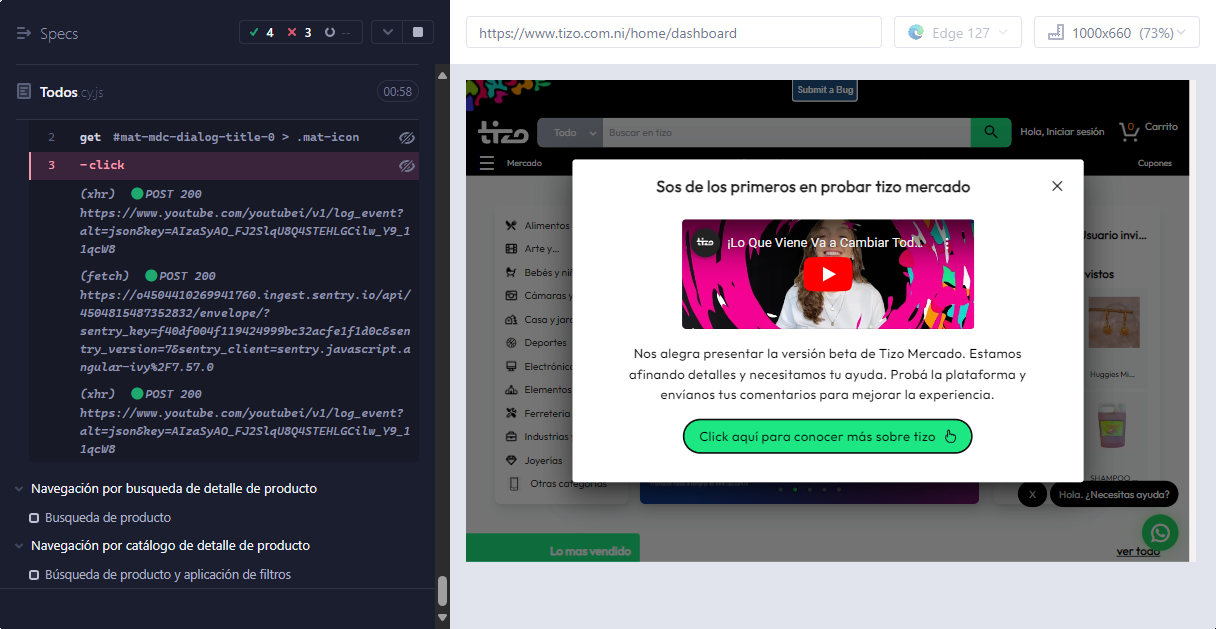 Specs
4 3 --
Todos.cy.js 00:58
2 get #mat-mdc-dialog-title-0 > .mat-icon
3 -click
(xhr) POST 200
https://www.youtube.com/youtubei/v1/log_event?
alt=json&key=AIzaSyAO_FJ2SlqU8Q4STEHLGCilw_Y9_1
1qcW8
(fetch) POST 200
https://o4504410269941760.ingest.sentry.io/api/
4504815487352832/envelope/?
sentry_key=f40df004f119424999bc32acfe1f1d0c&sen
try_version=7&sentry_client=sentry.javascript.a
ngular-ivy%2F7.57.0
(xhr) POST 200
https://www.youtube.com/youtubei/v1/log_event?
alt=json&key=AIzaSyAO_FJ2SlqU8Q4STEHLGCilw_Y9_1
1qcW8
Navegación por busqueda de detalle de producto
Busqueda de producto
Navegación por catálogo de detalle de producto
Búsqueda de producto y aplicación de filtros
https://www.tizo.com.ni/home/dashboard
Edge 127
1000x660 (73%)
Submit a Bug
tizo
Todo
Buscar en tizo
Hola, Iniciar sesión
0
Carrito
Mercado
Cupones
Alimentos
Arte y...
Bebés y niñ
Cámaras y
Casa y jard
Deportes
Electrónic
Elementos
Ferretería
Industrias
Joyerías
Otras categorías
Sos de los primeros en probar tizo mercado
tizo
¡Lo Que Viene Va a Cambiar Tod...
Nos alegra presentar la versión beta de Tizo Mercado. Estamos
afinando detalles y necesitamos tu ayuda. Probá la plataforma y
envíanos tus comentarios para mejorar la experiencia.
Click aquí para conocer más sobre tizo
Usuario invi...
vistos
Huggies Mi...
SHAMPOO
X
Hola. ¿Necesitas ayuda?
Lo mas vendido
ver todo